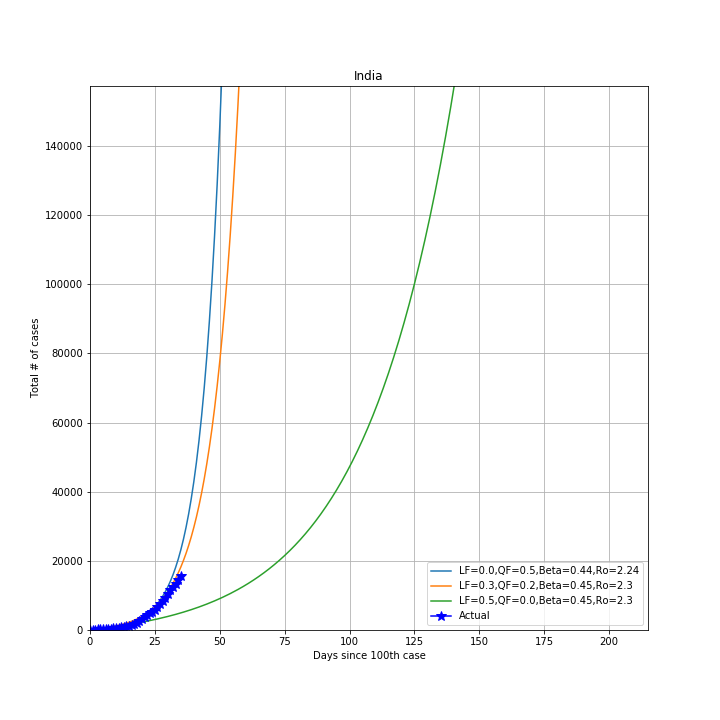 India
140000
120000
100000
80000
60000
40000
20000
0
Total # of cases
0 25 50 75 100 125 150 175 200
Days since 100th case
LF=0.0,QF=0.5,Beta=0.44,Ro=2.24
LF=0.3,QF=0.2,Beta=0.45,Ro=2.3
LF=0.5,QF=0.0,Beta=0.45,Ro=2.3
Actual